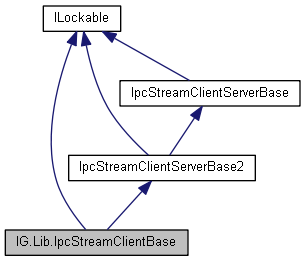 ILockable
IpcStreamClientServerBase
IpcStreamClientServerBase2
IG.Lib.IpcStreamClientBase